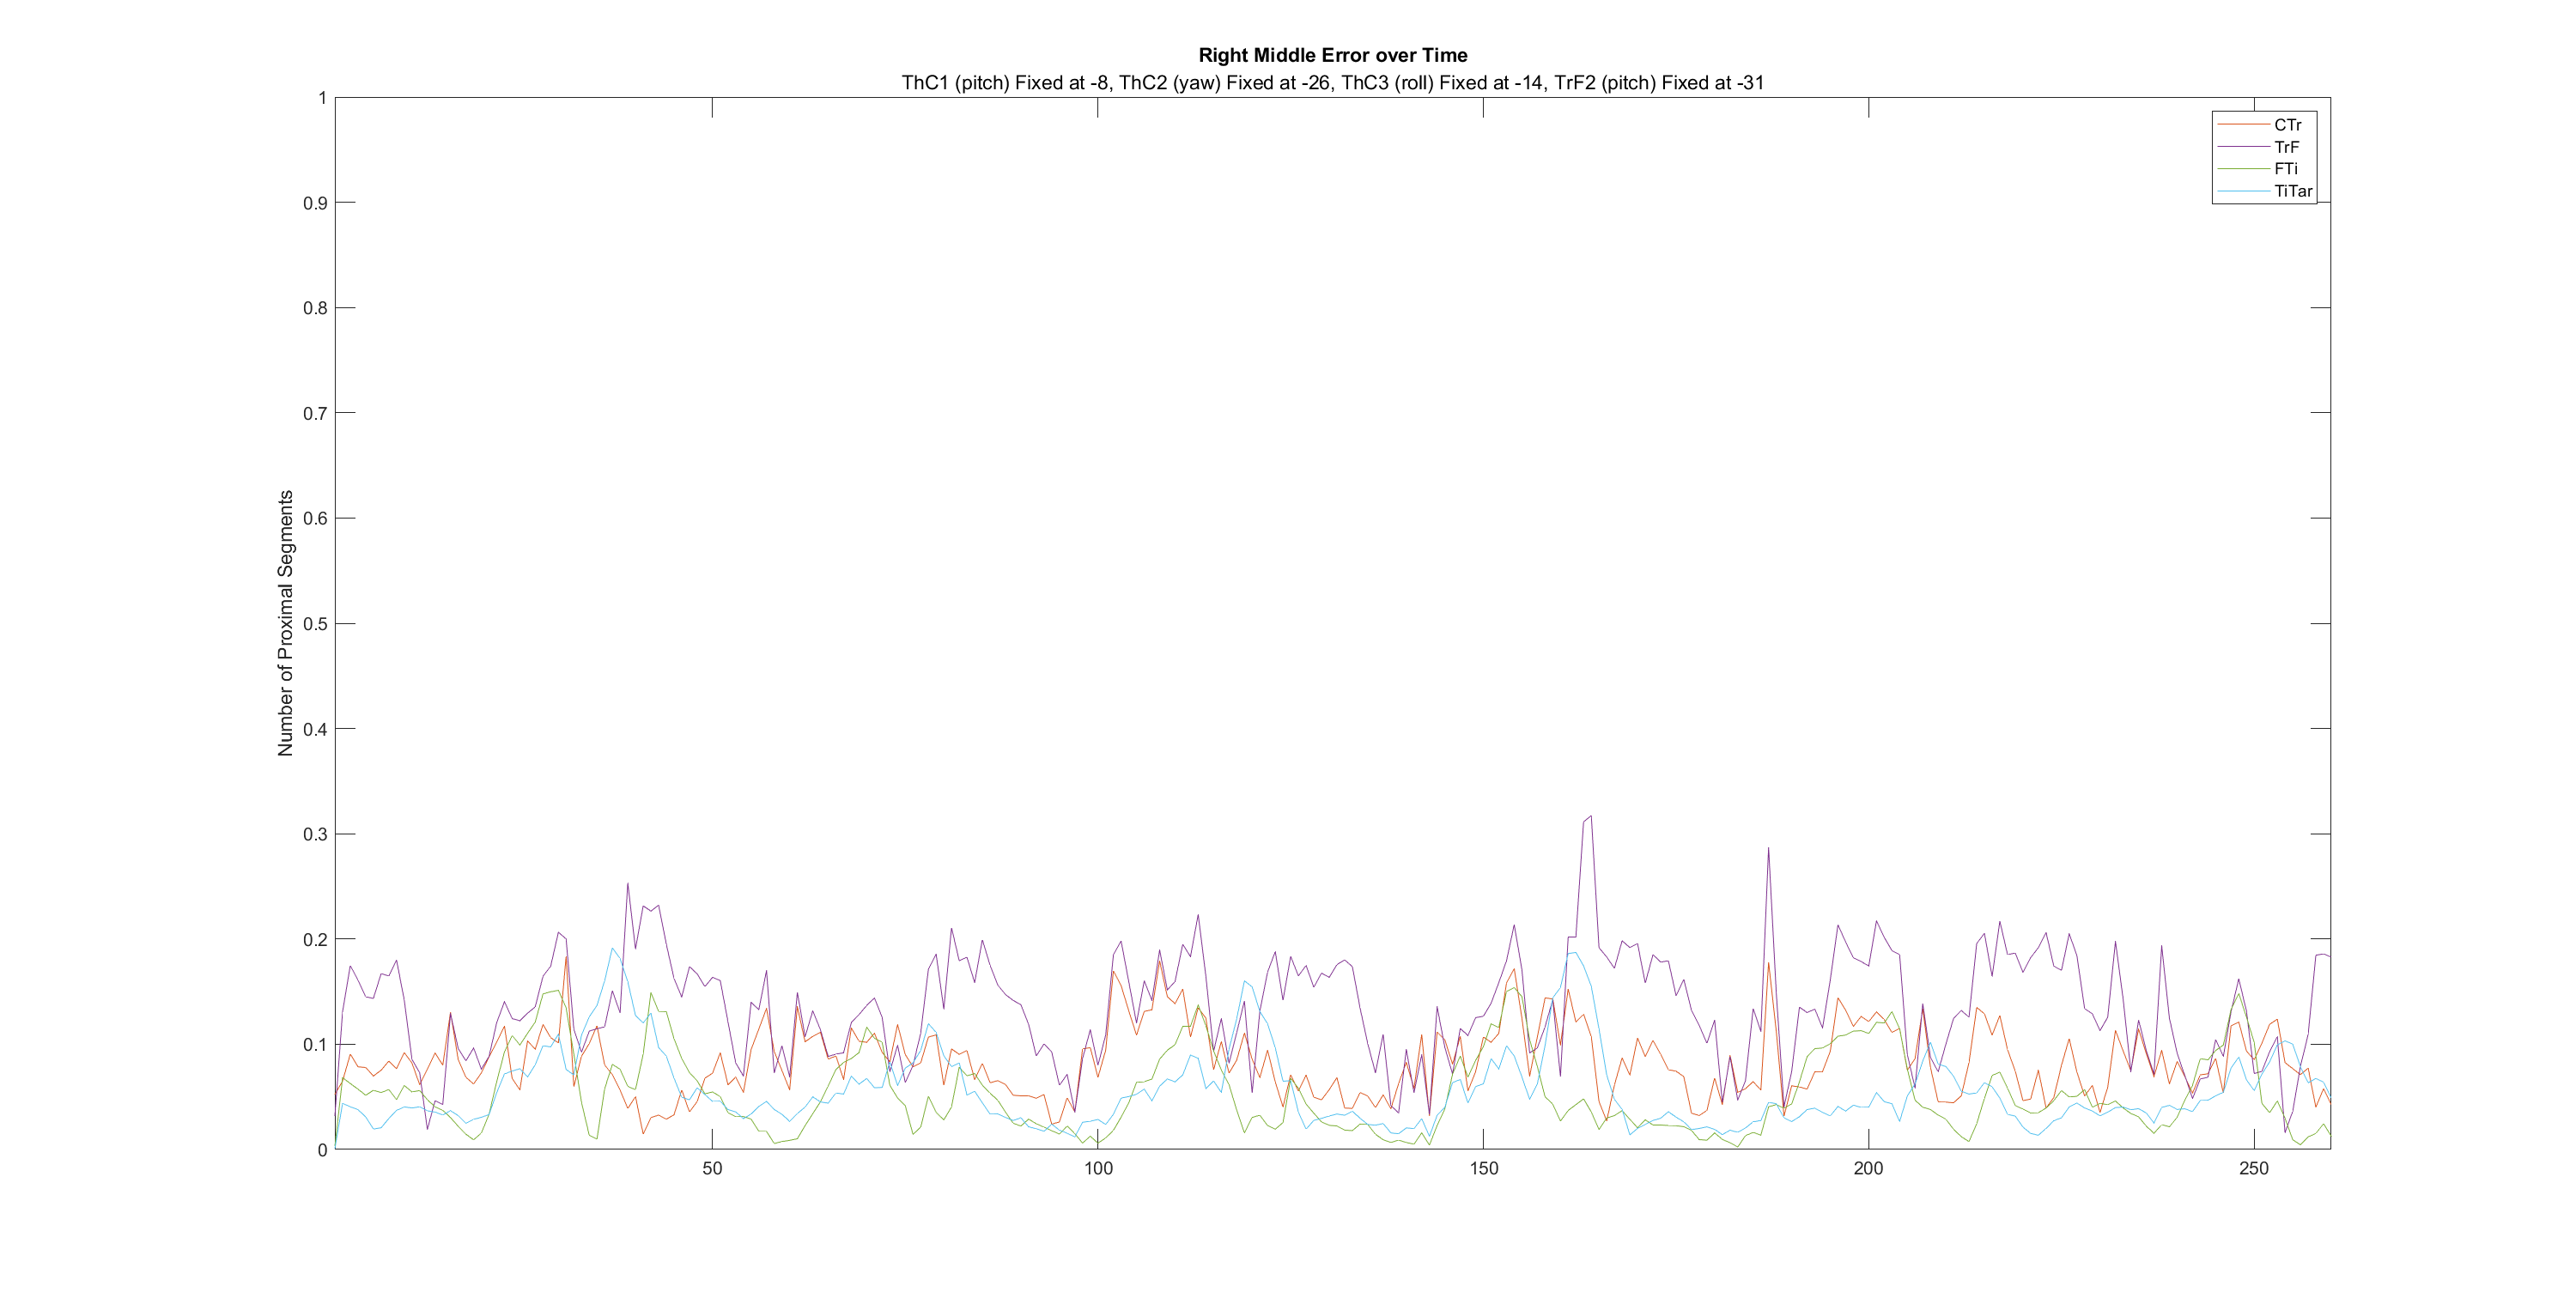 Right Middle Error over Time
ThC1 (pitch) Fixed at -8, ThC2 (yaw) Fixed at -26, ThC3 (roll) Fixed at -14, TrF2 (pitch) Fixed at -31
CTr
TrF
FTi
TiTar
Number of Proximal Segments
1
0.9
0.8
0.7
0.6
0.5
0.4
0.3
0.2
0.1
0
50
100
150
200
250